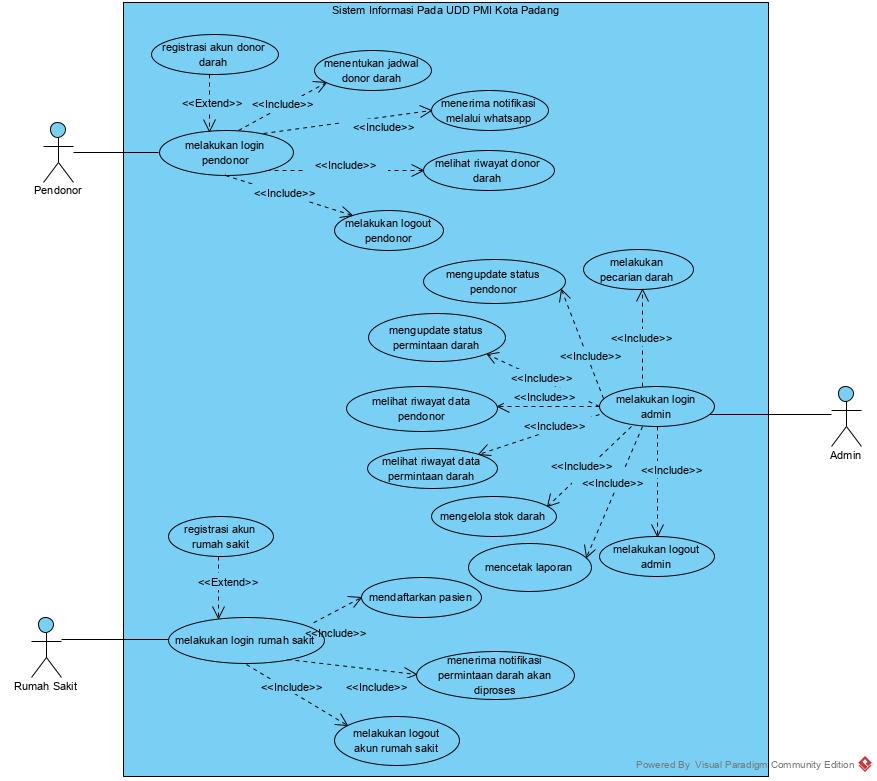 Sistem Informasi Pada UDD PMI Kota Padang
registrasi akun donor
darah
menentukan jadwal
donor darah
<<Extend>>
<<Include>>
menerima notifikasi
melalui whatsapp
<<Include>>
melakukan login
pendonor
Pendonor
<<Include>>
melihat riwayat donor
darah
<<Include>>
melakukan logout
pendonor
mengupdate status
pendonor
melakukan
pecarian darah
mengupdate status
permintaan darah
<<Include>>
<<Include>>
<<Include>>
melihat riwayat data
pendonor
<<Include>>
melakukan login
admin
Admin
<<Include>>
melihat riwayat data
permintaan darah
<<Include>>
<<Include>>
<<Include>>
mengelola stok darah
registrasi akun
rumah sakit
melakukan logout
admin
mencetak laporan
<<Extend>>
mendaftarkan pasien
melakukan login rumah sakit
<<Include>>
Rumah Sakit
menerima notifikasi
permintaan darah akan
diproses
<<Include>>
<<Include>>
melakukan logout
akun rumah sakit
Powered By Visual Paradigm Community Edition